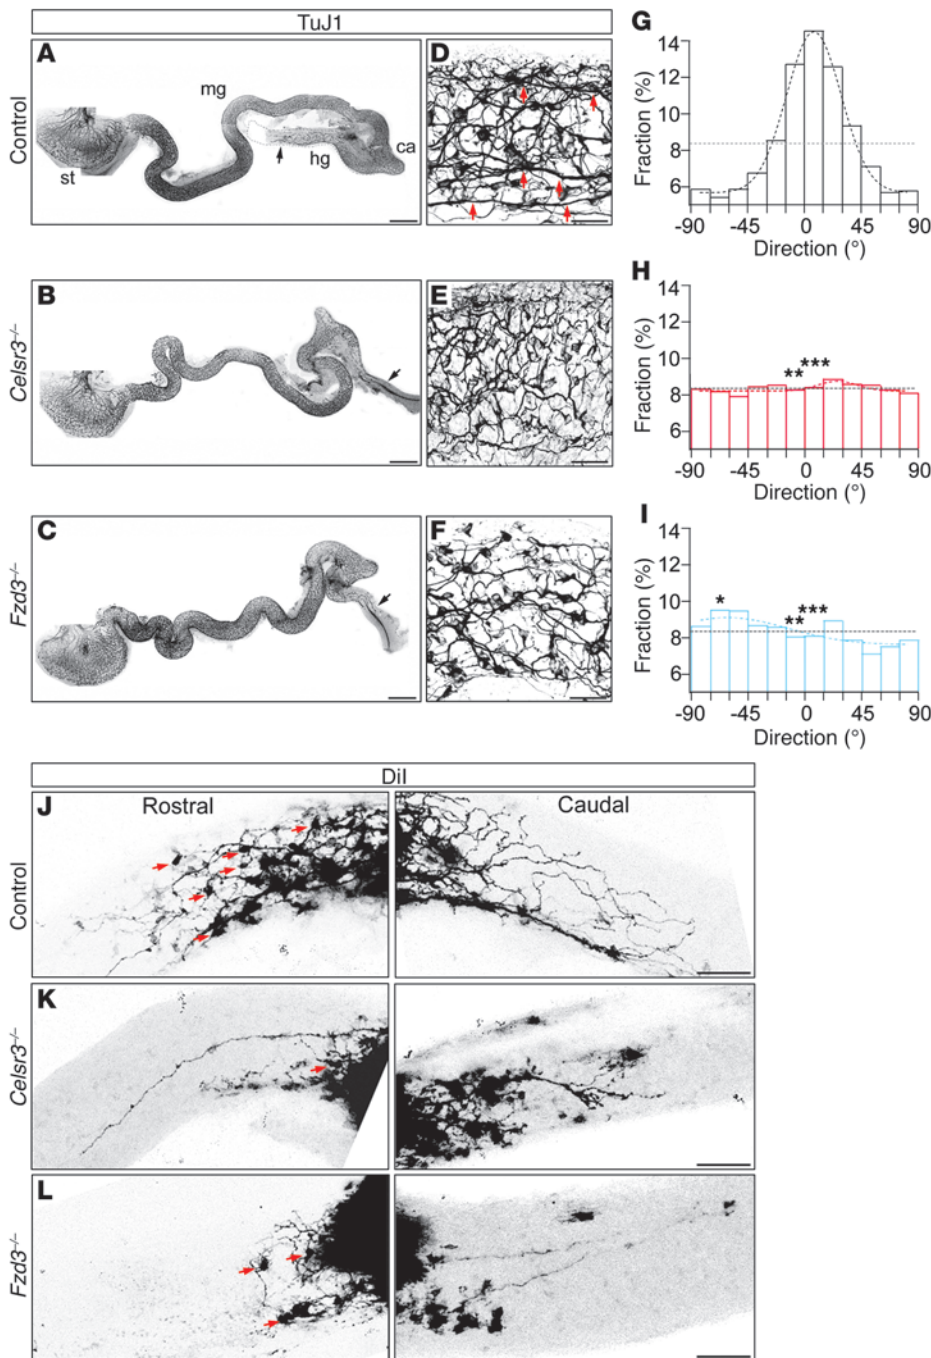 TuJ1
Control
A
mg
st
hg
ca
D
G
Fraction (%)
14
12
10
8
6
-90
-45
0
45
90
Direction (°)
Celsr3–/–
B
E
H
Fraction (%)
14
12
10
8
6
***
**
-90
-45
0
45
90
Direction (°)
Fzd3–/–
C
F
I
Fraction (%)
14
12
10
8
6
*
***
**
-90
-45
0
45
90
Direction (°)
DiI
Control
J
Rostral
Caudal
Celsr3–/–
K
Fzd3–/–
L